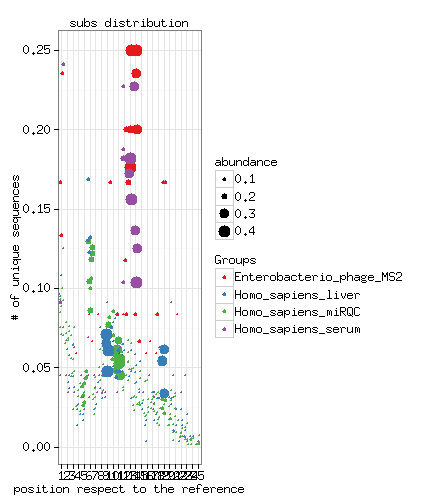 subs distribution
# of unique sequences
0.25
0.20
0.15
0.10
0.05
0.00
position respect to the reference
abundance
0.1
0.2
0.3
0.4
Groups
Enterobacterio_phage_MS2
Homo_sapiens_liver
Homo_sapiens_miRQC
Homo_sapiens_serum